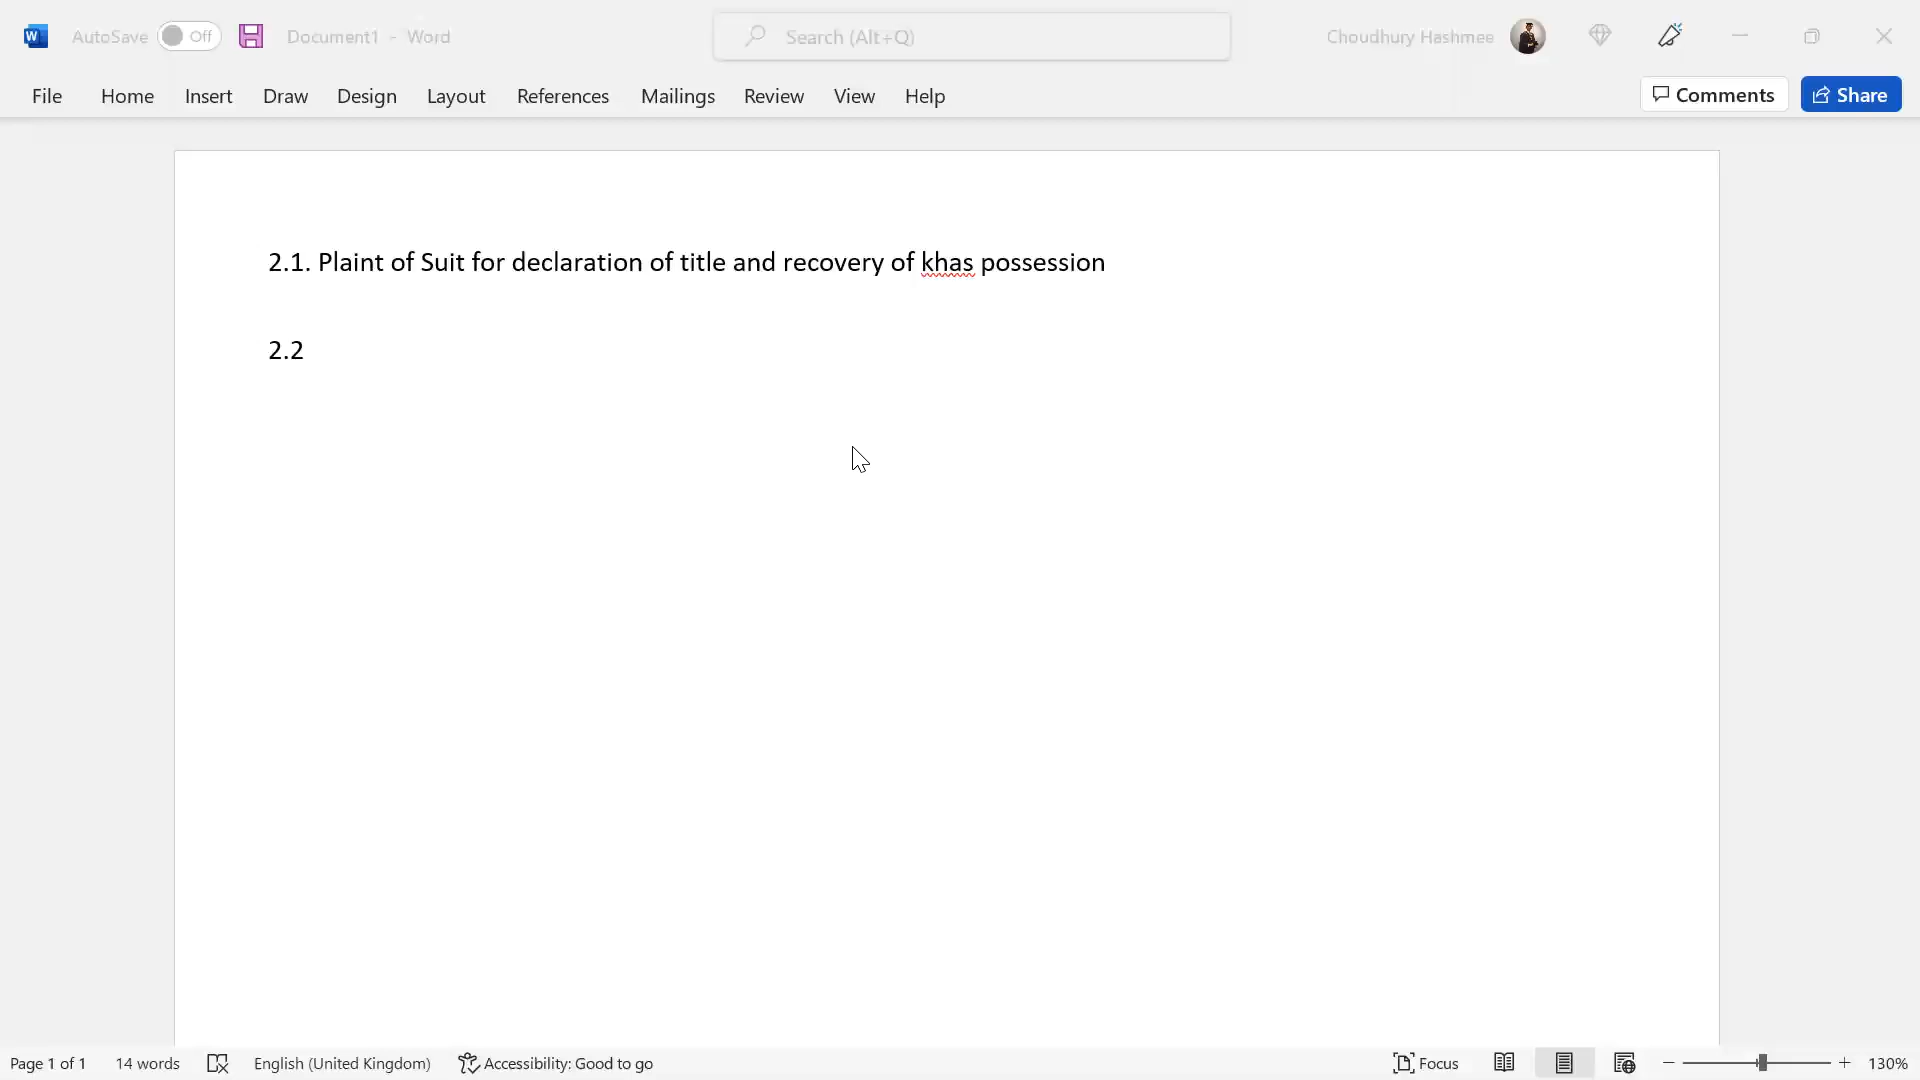 AutoSave Off Document1 - Word Search (Alt+Q) Choudhury Hashmee
File Home Insert Draw Design Layout References Mailings Review View Help Comments Share
2.1. Plaint of Suit for declaration of title and recovery of khas possession
2.2
Page 1 of 1 14 words English (United Kingdom) Accessibility: Good to go Focus 130%